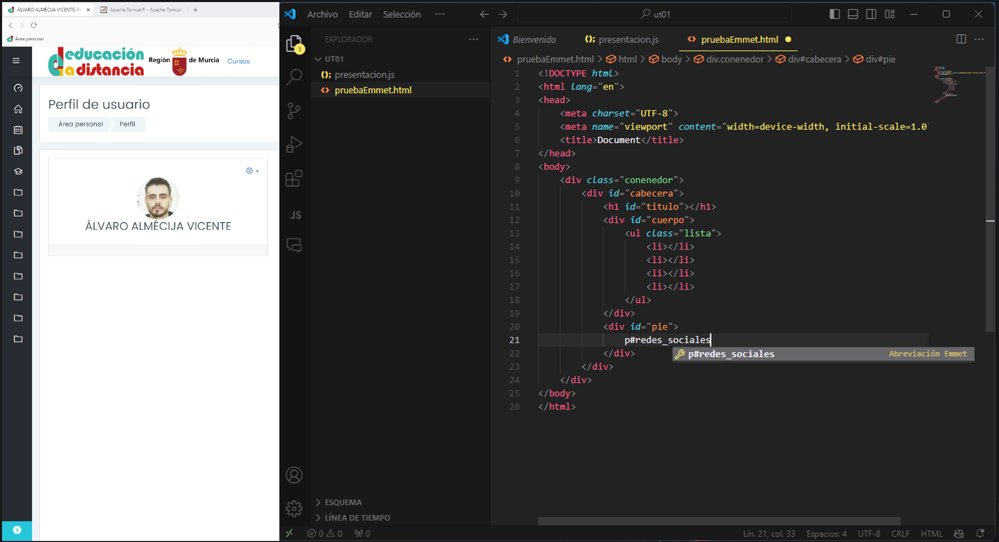 ÁLVARO ALMÉCIJA VICENTE: Pe
Apache Tomcat® - Apache Tomcat
Área personal
educación
a distancia
Región de Murcia
Cursos
Perfil de usuario
Área personal
Perfil
ÁLVARO ALMÉCIJA VICENTE
Archivo
Editar
Selección
···
ut01
EXPLORADOR
···
1
UT01
presentacion.js
pruebaEmmet.html
JS
ESQUEMA
LÍNEA DE TIEMPO
Bienvenido
presentacion.js
pruebaEmmet.html
···
pruebaEmmet.html > html > body > div.conenedor > div#cabecera > div#pie
1 <!DOCTYPE html>
2 <html lang="en">
3 <head>
4 <meta charset="UTF-8">
5 <meta name="viewport" content="width=device-width, initial-scale=1.0"
6 <title>Document</title>
7 </head>
8 <body>
9 <div class="conenedor">
10 <div id="cabecera">
11 <h1 id="titulo"></h1>
12 <div id="cuerpo">
13 <ul class="lista">
14 <li></li>
15 <li></li>
16 <li></li>
17 <li></li>
18 </ul>
19 </div>
20 <div id="pie">
21 p#redes_sociales
p#redes_sociales Abreviación Emmet
22 </div>
23 </div>
24 </div>
25 </body>
26 </html>
0 0 0
Lín. 21, col. 33 Espacios: 4 UTF-8 CRLF HTML